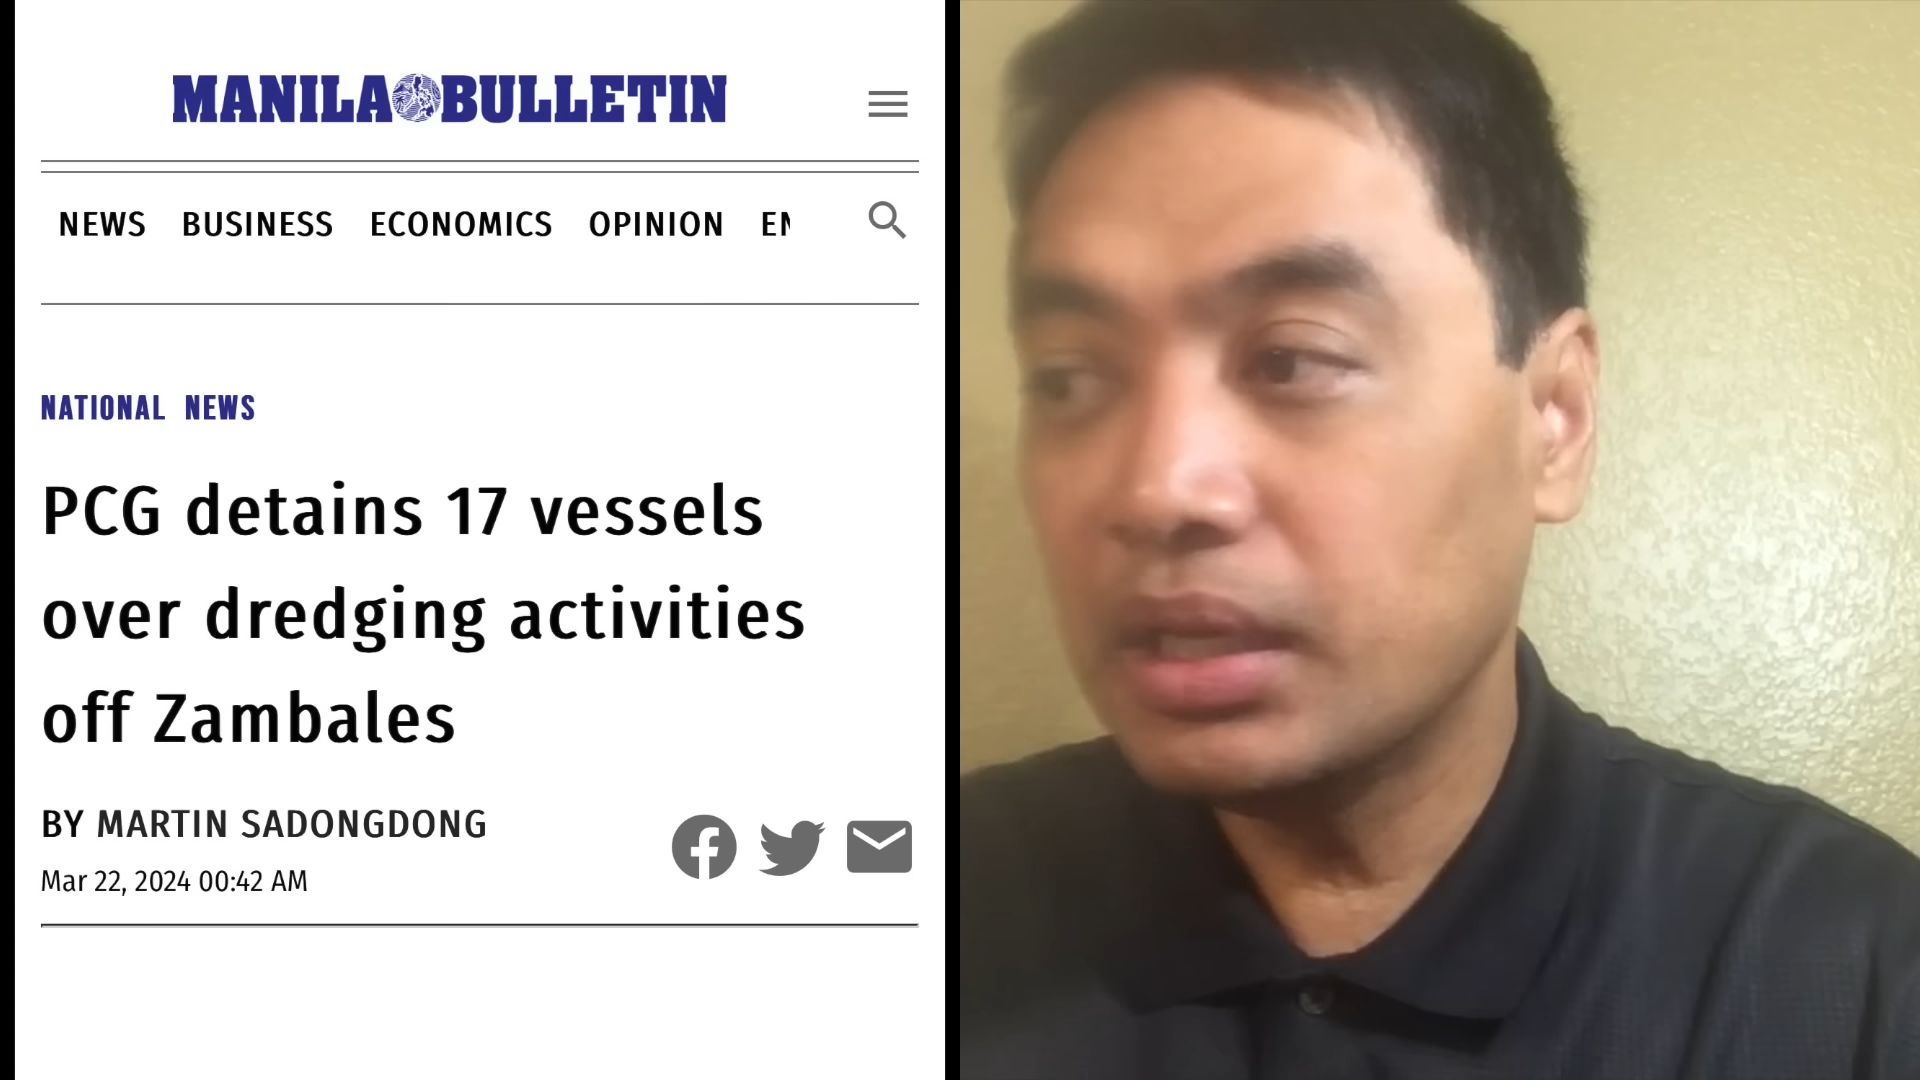 MANILA BULLETIN
NEWS BUSINESS ECONOMICS OPINION EN
NATIONAL NEWS
PCG detains 17 vessels
over dredging activities
off Zambales
BY MARTIN SADONGDONG
Mar 22, 2024 00:42 AM